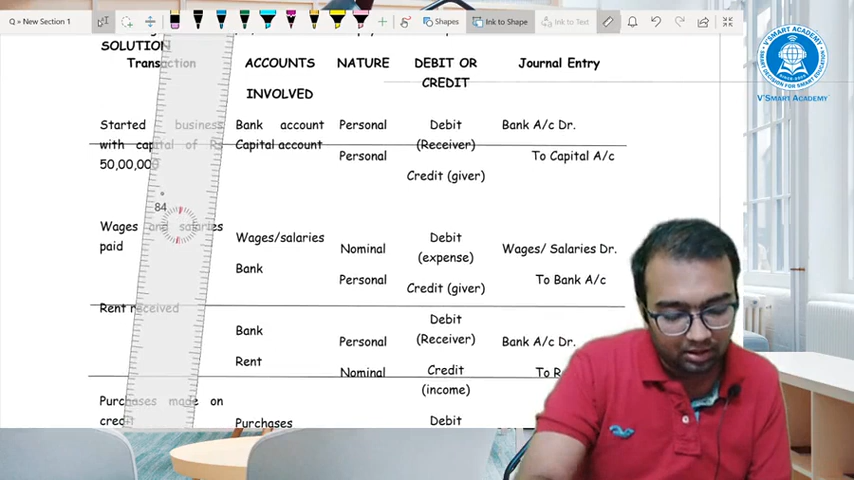 Q » New Section 1
Shapes
Ink to Shape
Ink to Text
SOLUTION
Transaction
ACCOUNTS
INVOLVED
NATURE
DEBIT OR
CREDIT
Journal Entry
Started business
with capital of Rs
50,00,000
Bank account
Capital account
Personal
Personal
Debit
(Receiver)
Credit (giver)
Bank A/c Dr.
To Capital A/c
84
Wages and salaries
paid
Wages/salaries
Bank
Nominal
Personal
Debit
(expense)
Credit (giver)
Wages/ Salaries Dr.
To Bank A/c
Rent received
Bank
Rent
Personal
Nominal
Debit
(Receiver)
Credit
(income)
Bank A/c Dr.
To
Purchases made on
credit
Purchases
Debit
V'SMART ACADEMY
V'SMART ACADEMY